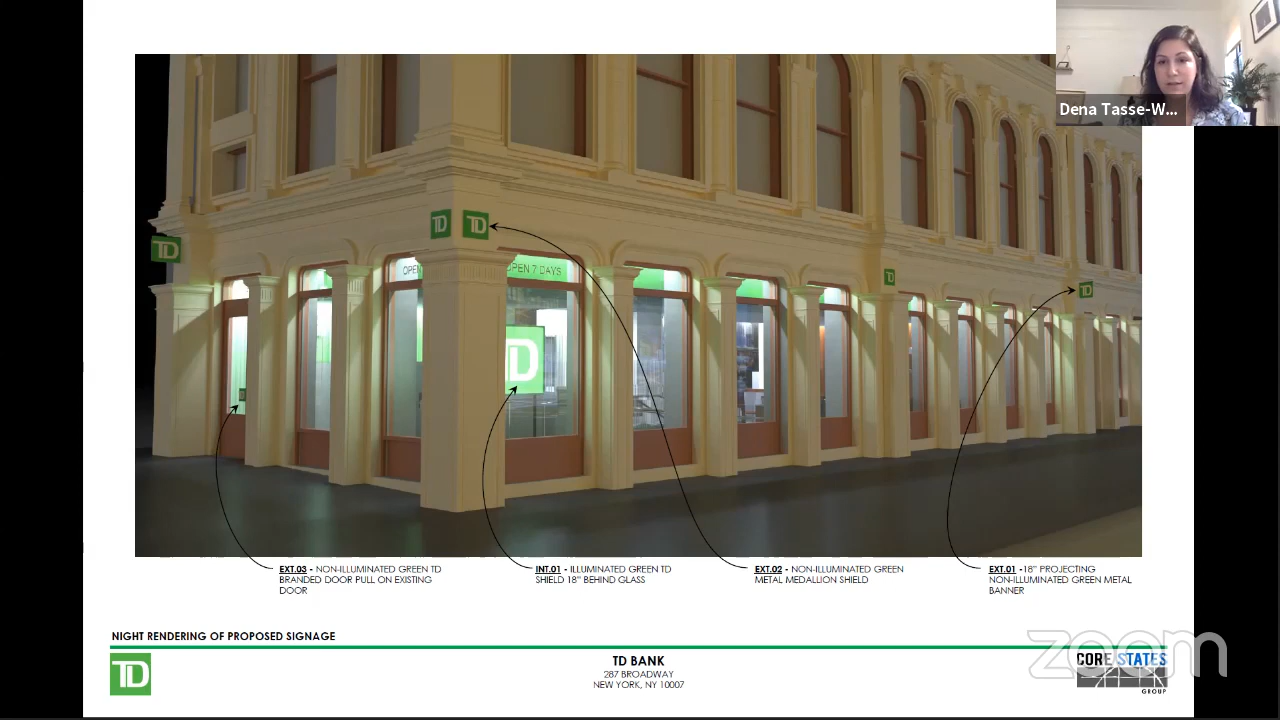 Dena Tasse-W...
TD
TD
TD
OPEN
OPEN 7 DAYS
TD
TD
TD
EXT.03 - NON-ILLUMINATED GREEN TD
BRANDED DOOR PULL ON EXISTING
DOOR
INT.01 - ILLUMINATED GREEN TD
SHIELD 18" BEHIND GLASS
EXT.02 - NON-ILLUMINATED GREEN
METAL MEDALLION SHIELD
EXT.01 -18" PROJECTING
NON-ILLUMINATED GREEN METAL
BANNER
NIGHT RENDERING OF PROPOSED SIGNAGE
TD
TD BANK
287 BROADWAY
NEW YORK, NY 10007
zoom
CORE STATES
GROUP